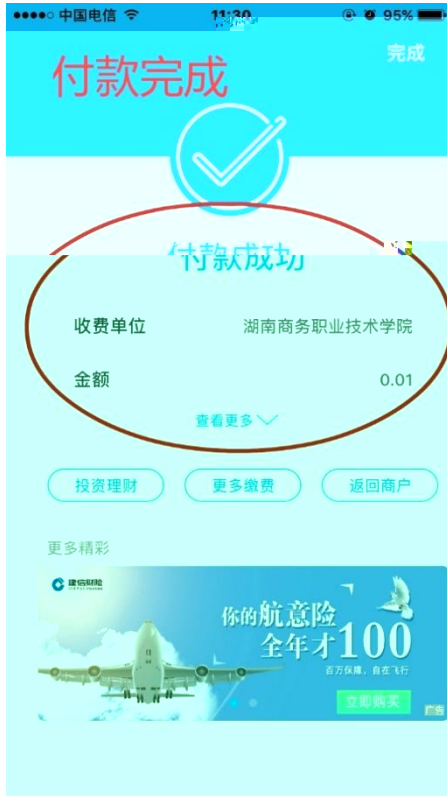 中国电信 11:30 95%
完成
付款完成
付款成功
收费单位 湖南商务职业技术学院
金额 0.01
查看更多
投资理财 更多缴费 返回商户
更多精彩
建信财险
你的航意险
全年才100
百万保障，自在飞行
立即购买
广告